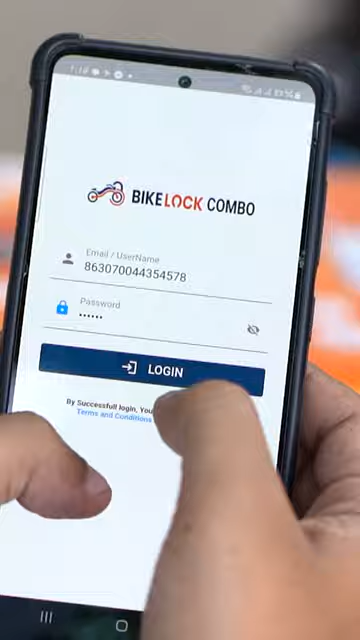 BIKELOCK COMBO
Email / UserName
863070044354578
Password
••••••
LOGIN
By Successfull login, You
Terms and Conditions